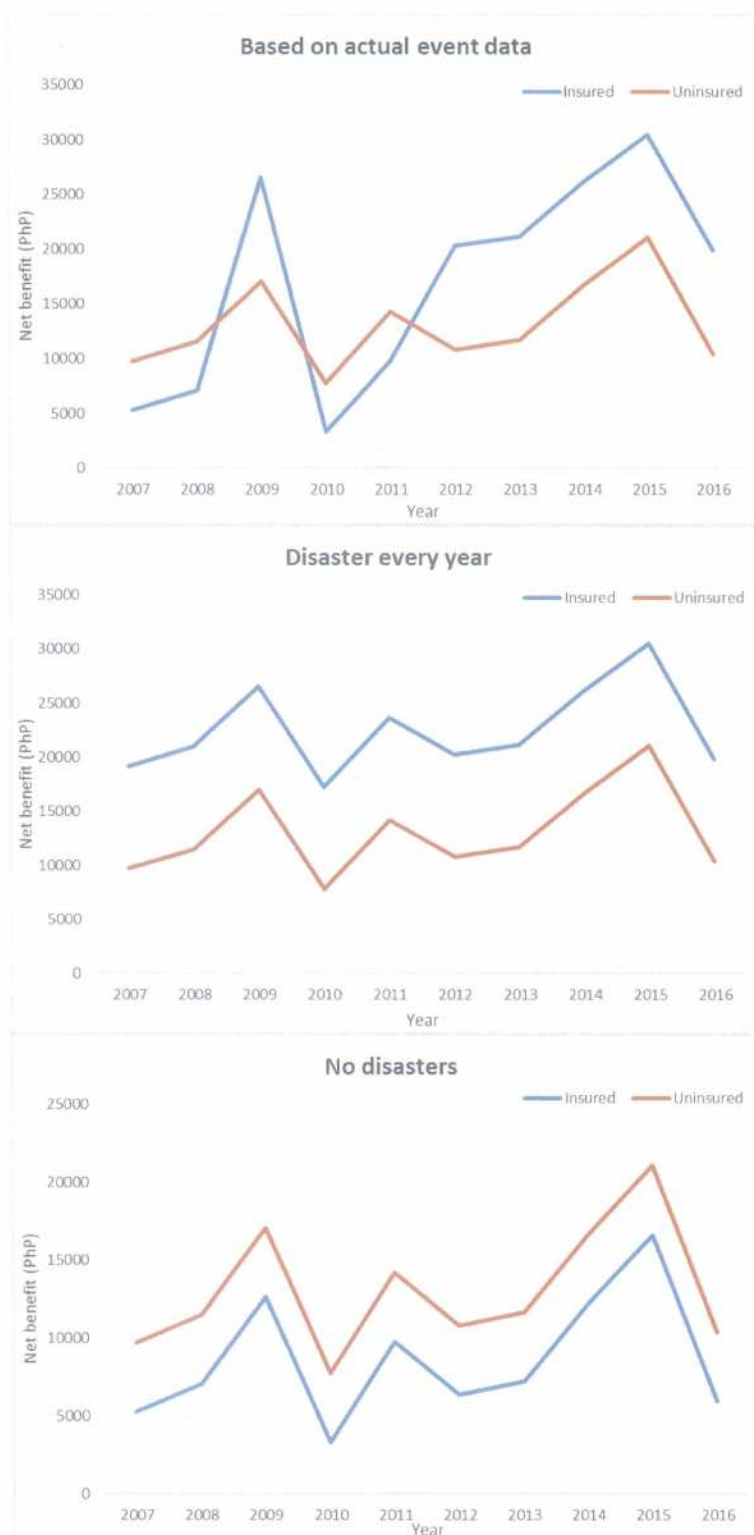 Based on actual event data
35000
Insured Uninsured
30000
25000
20000
15000
10000
5000
0
Net benefit (PhP)
2007 2008 2009 2010 2011 2012 2013 2014 2015 2016
Year
Disaster every year
35000
Insured Uninsured
30000
25000
20000
15000
10000
5000
0
Net benefit (PhP)
2007 2008 2009 2010 2011 2012 2013 2014 2015 2016
Year
No disasters
25000
Insured Uninsured
20000
15000
10000
5000
0
Net benefit (PhP)
2007 2008 2009 2010 2011 2012 2013 2014 2015 2016
Year